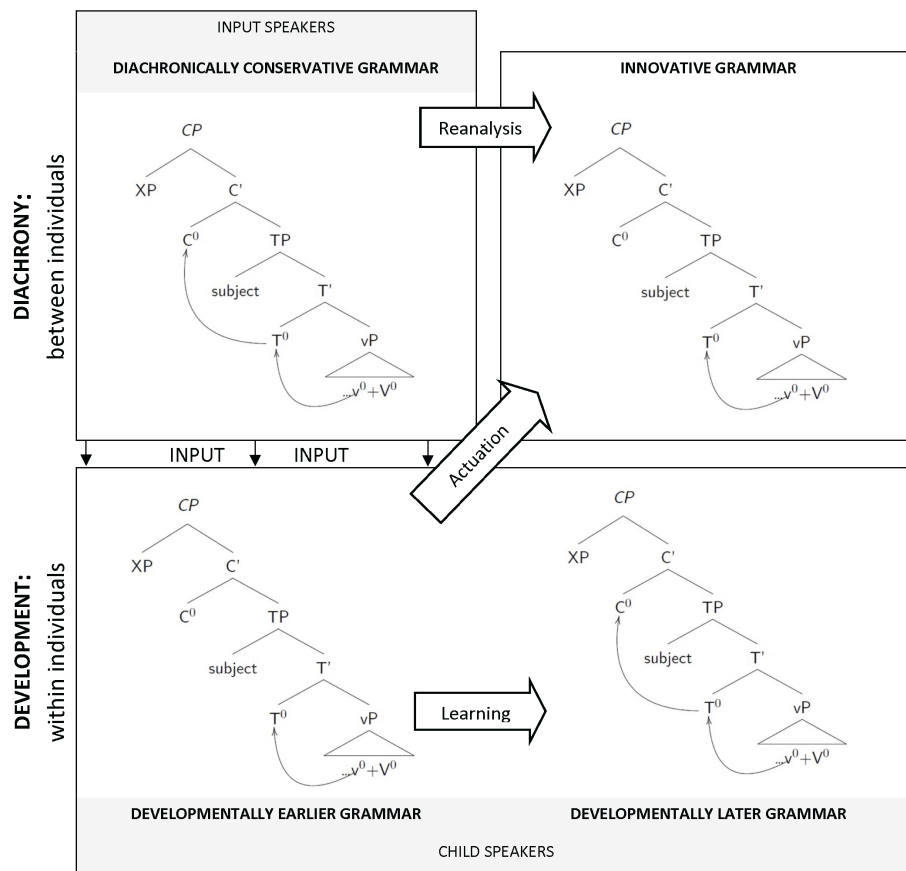 INPUT SPEAKERS
DIACHRONICALLY CONSERVATIVE GRAMMAR
INNOVATIVE GRAMMAR
DIACHRONY:
between individuals
CP
XP
C'
C⁰
TP
subject
T'
T⁰
vP
...v⁰+V⁰
Reanalysis
CP
XP
C'
C⁰
TP
subject
T'
T⁰
vP
...v⁰+V⁰
INPUT
INPUT
Actuation
DEVELOPMENT:
within individuals
CP
XP
C'
C⁰
TP
subject
T'
T⁰
vP
...v⁰+V⁰
Learning
CP
XP
C'
C⁰
TP
subject
T'
T⁰
vP
...v⁰+V⁰
DEVELOPMENTALLY EARLIER GRAMMAR
DEVELOPMENTALLY LATER GRAMMAR
CHILD SPEAKERS